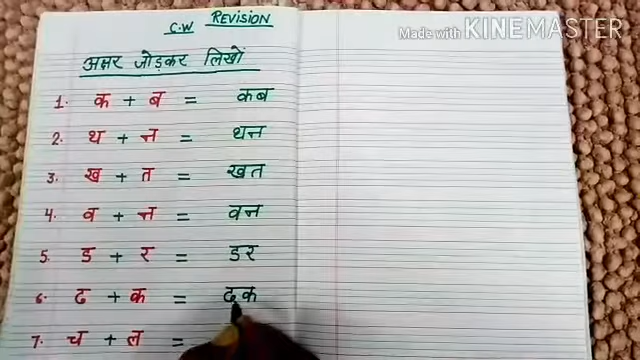 Made with KINEMASTER
C.W REVISION
अक्षर जोड़कर लिखों
1. क + ब = कब
2. थ + न = थन
3. ख + त = खत
4. व + न = वन
5. ड + र = डर
6. ढ + क = ढक
7. च + ल =